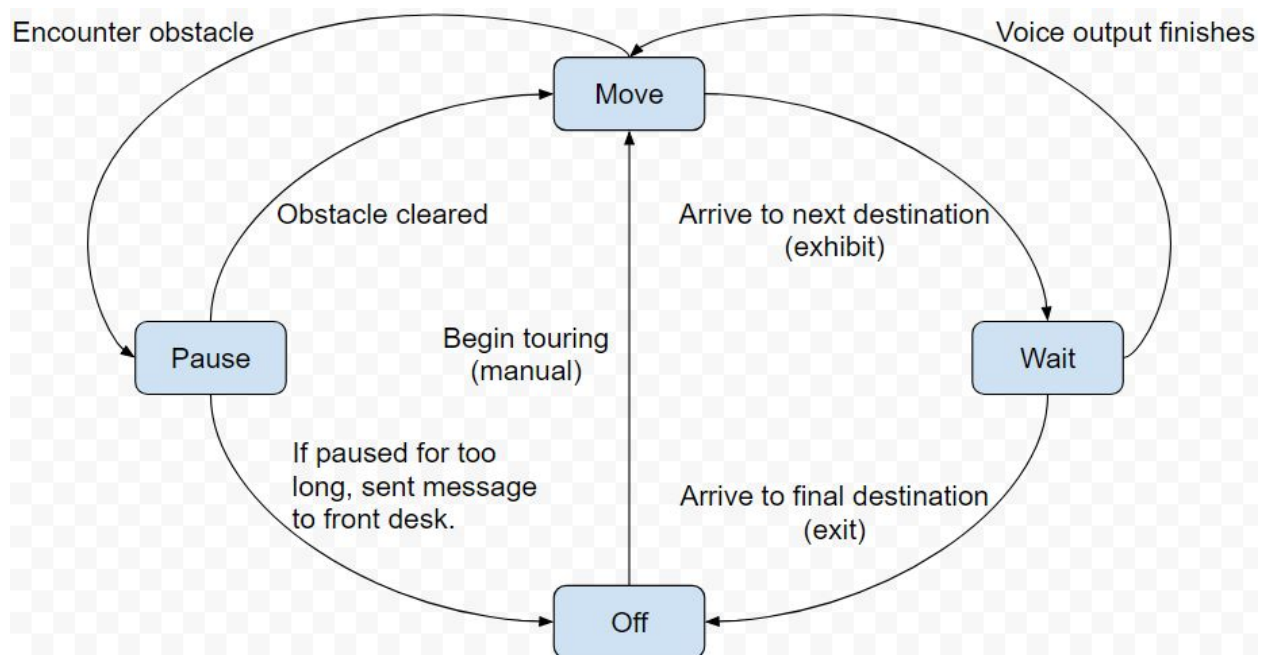 Encounter obstacle
Voice output finishes
Move
Obstacle cleared
Arrive to next destination
(exhibit)
Pause
Begin touring
(manual)
Wait
If paused for too
long, sent message
to front desk.
Arrive to final destination
(exit)
Off